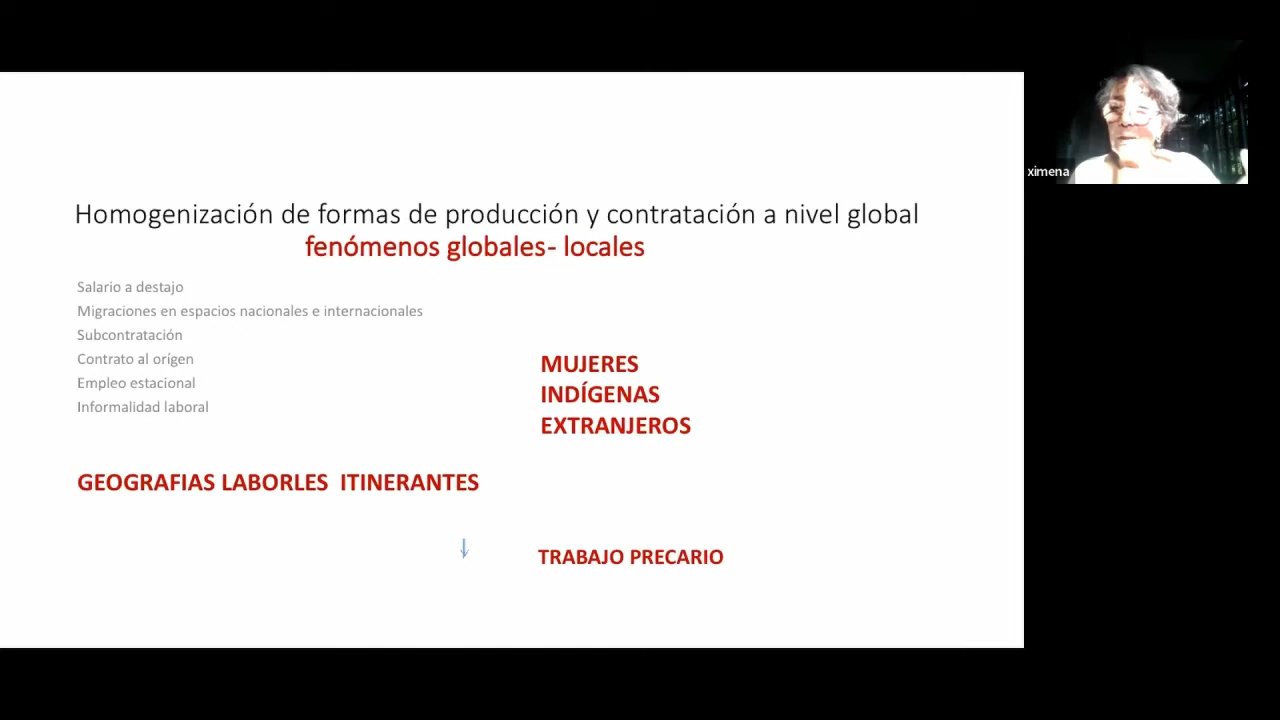 Homogenización de formas de producción y contratación a nivel global
fenómenos globales- locales
Salario a destajo
Migraciones en espacios nacionales e internacionales
Subcontratación
Contrato al orígen
Empleo estacional
Informalidad laboral
MUJERES
INDÍGENAS
EXTRANJEROS
GEOGRAFIAS LABORLES ITINERANTES
TRABAJO PRECARIO
ximena